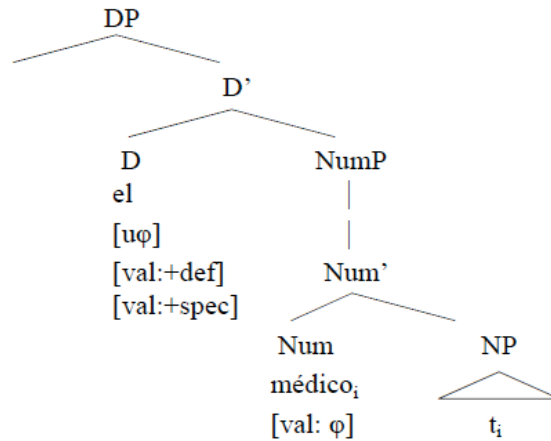 DP
D’
D NumP
el
[uφ]
[val:+def] Num’
[val:+spec]
Num NP
médicoᵢ
[val: φ] tᵢ